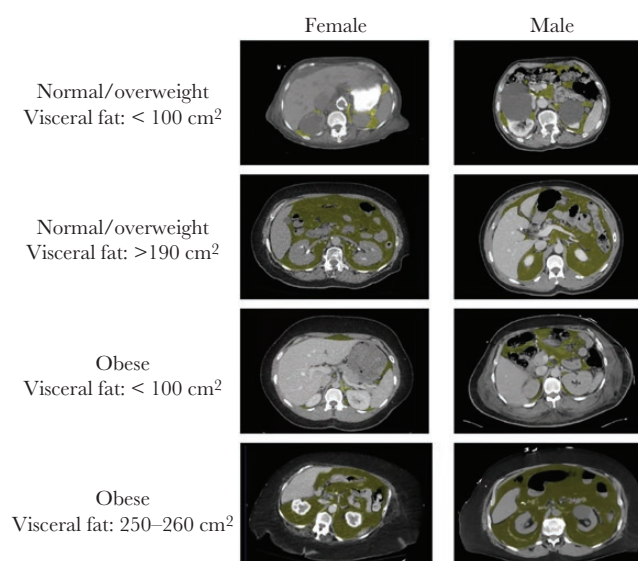 Female Male
Normal/overweight
Visceral fat: < 100 cm²
Normal/overweight
Visceral fat: >190 cm²
Obese
Visceral fat: < 100 cm²
Obese
Visceral fat: 250–260 cm²